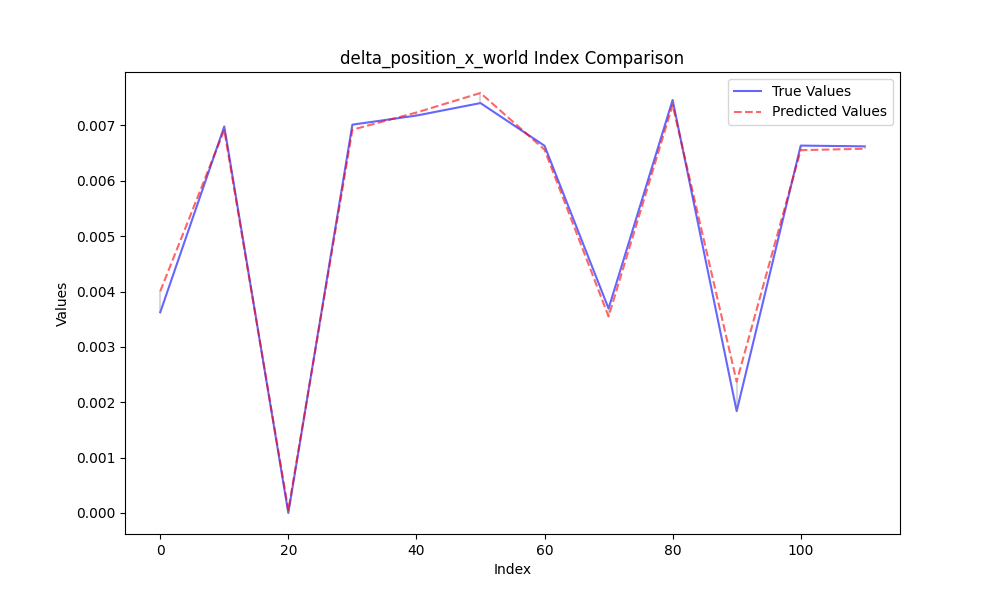 delta_position_x_world Index Comparison
True Values
Predicted Values
Values
0.007
0.006
0.005
0.004
0.003
0.002
0.001
0.000
0 20 40 60 80 100
Index